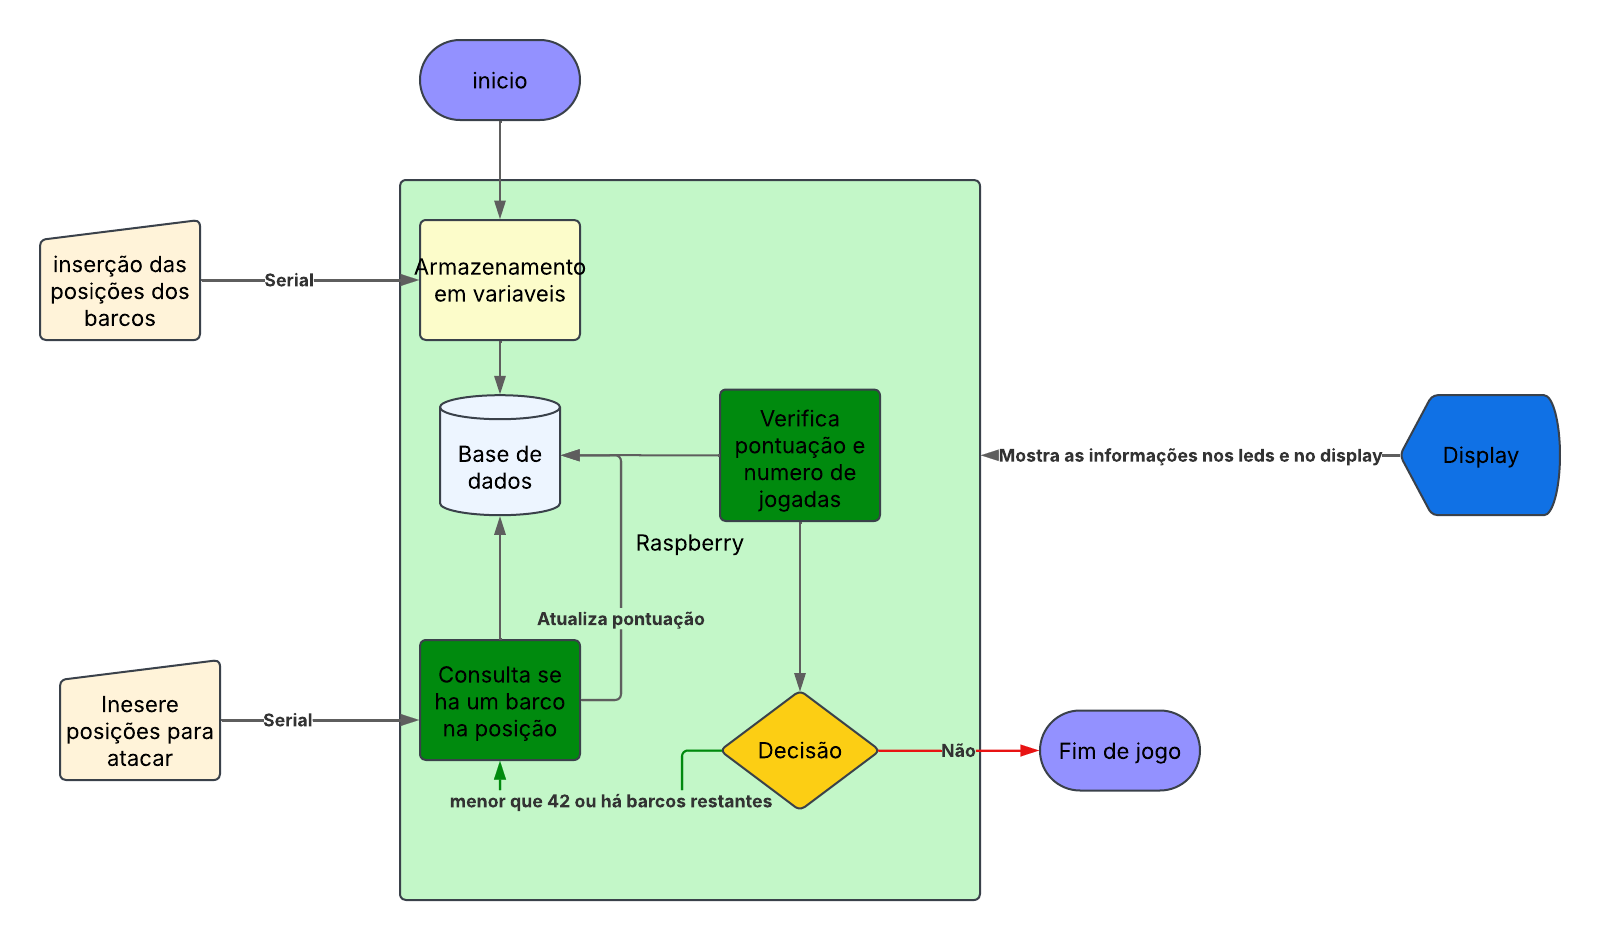 inicio
inserção das
posições dos
barcos
Serial
Armazenamento
em variaveis
Base de
dados
Verifica
pontuação e
numero de
jogadas
Mostra as informações nos leds e no display
Display
Raspberry
Atualiza pontuação
Inesere
posições para
atacar
Serial
Consulta se
ha um barco
na posição
Decisão
Não
Fim de jogo
menor que 42 ou há barcos restantes